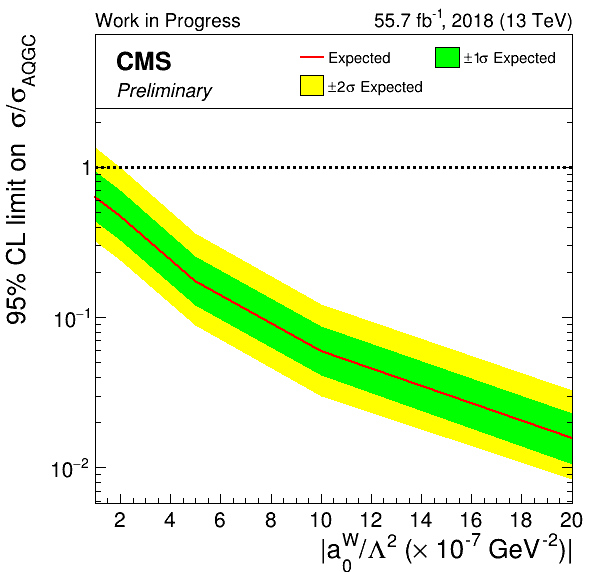 Work in Progress 55.7 fb⁻¹, 2018 (13 TeV)
CMS
Preliminary
Expected
±1σ Expected
±2σ Expected
95% CL limit on σ/σ_AQGC
1
10⁻¹
10⁻²
2 4 6 8 10 12 14 16 18 20
|a₀ᵂ/Λ² (× 10⁻⁷ GeV⁻²)|